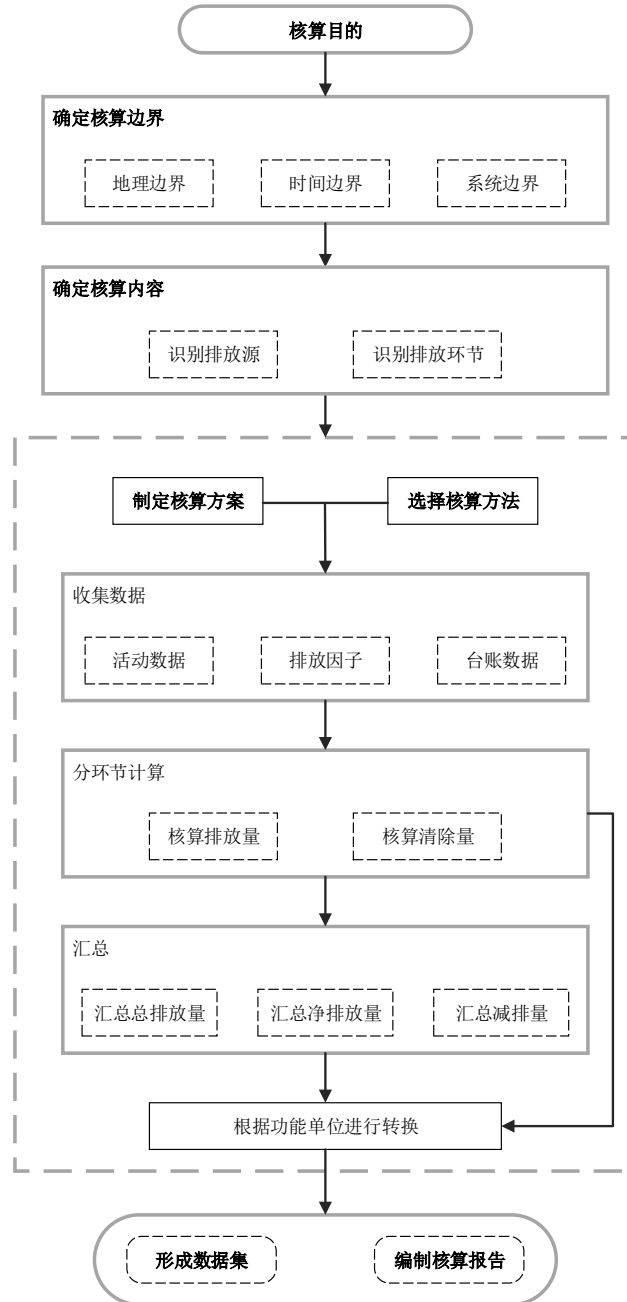 核算目的
确定核算边界
地理边界
时间边界
系统边界
确定核算内容
识别排放源
识别排放环节
制定核算方案
选择核算方法
收集数据
活动数据
排放因子
台账数据
分环节计算
核算排放量
核算清除量
汇总
汇总总排放量
汇总净排放量
汇总减排量
根据功能单位进行转换
形成数据集
编制核算报告